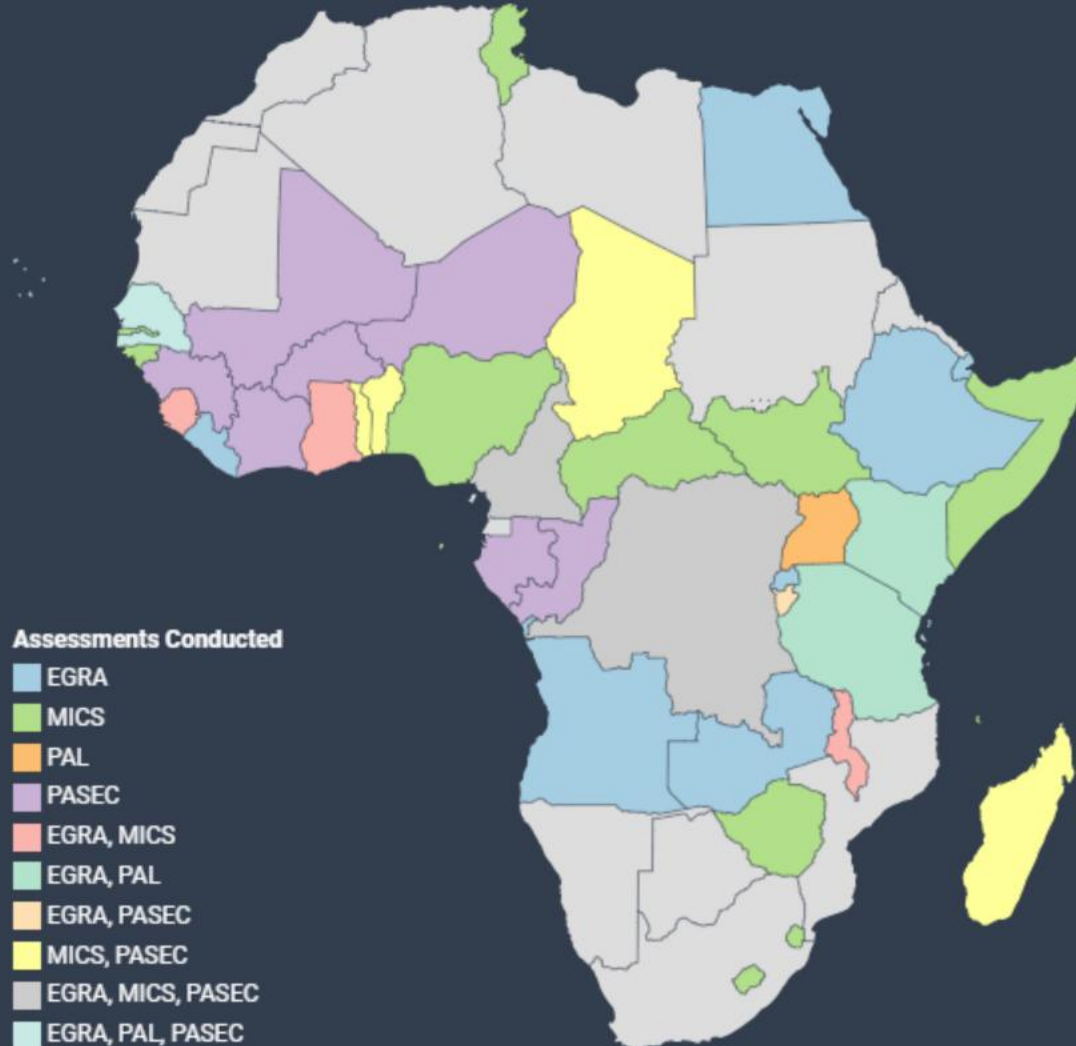 Assessments Conducted
EGRA
MICS
PAL
PASEC
EGRA, MICS
EGRA, PAL
EGRA, PASEC
MICS, PASEC
EGRA, MICS, PASEC
EGRA, PAL, PASEC